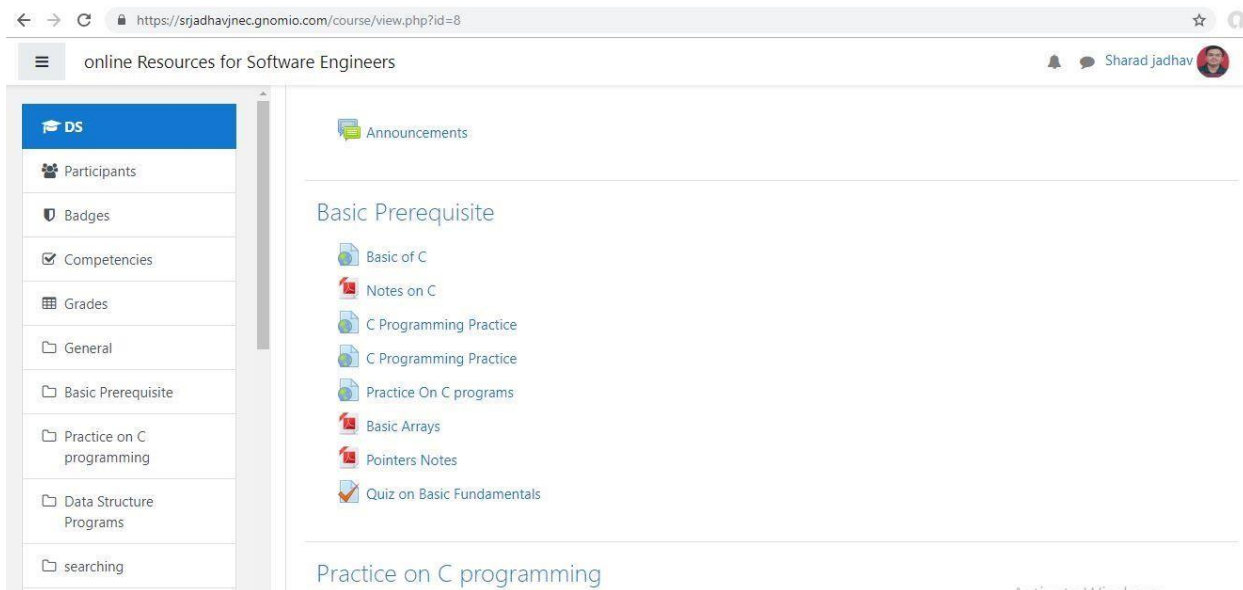 https://srjadhavjnec.gnomio.com/course/view.php?id=8
online Resources for Software Engineers
Sharad jadhav
DS
Participants
Badges
Competencies
Grades
General
Basic Prerequisite
Practice on C
programming
Data Structure
Programs
searching
Announcements
Basic Prerequisite
Basic of C
Notes on C
C Programming Practice
C Programming Practice
Practice On C programs
Basic Arrays
Pointers Notes
Quiz on Basic Fundamentals
Practice on C programming